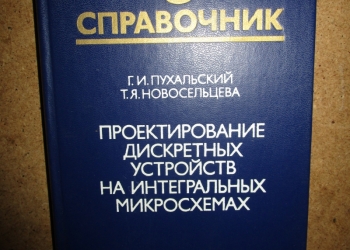 СПРАВОЧНИК
Г.И. ПУХАЛЬСКИЙ
Т.Я. НОВОСЕЛЬЦЕВА
ПРОЕКТИРОВАНИЕ
ДИСКРЕТНЫХ
УСТРОЙСТВ
НА ИНТЕГРАЛЬНЫХ
МИКРОСХЕМАХ